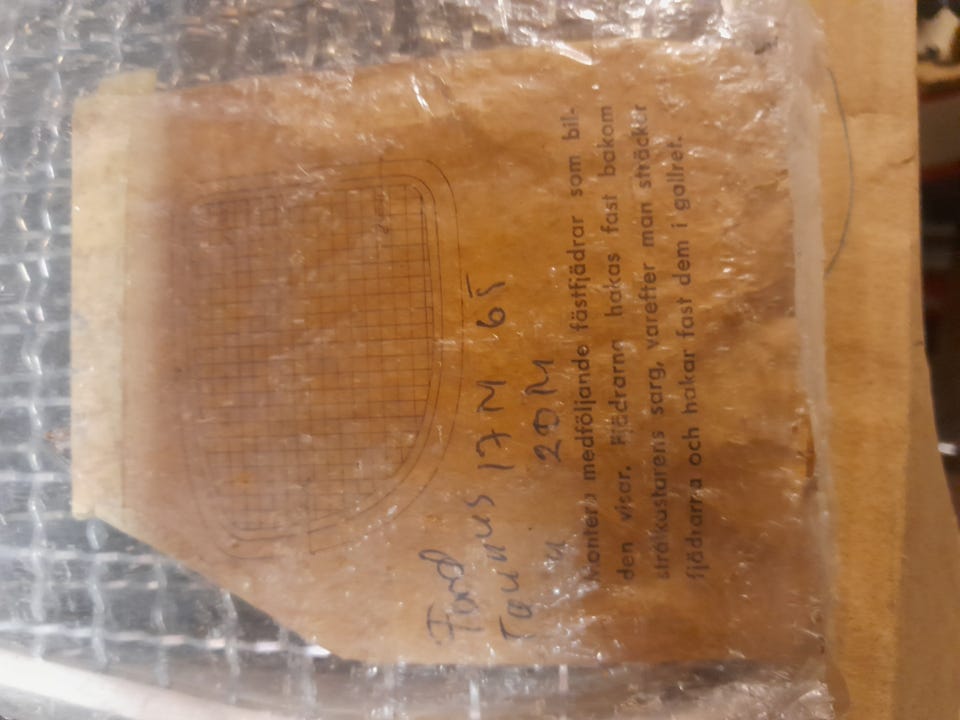 Ford
Taunus 17M 65
20M
Montera medföljande fästfjädrar som bil-
den visar. Fjädrarna hakas fast bakom
strålkastarens sarg, varefter man sträcker
fjädrarna och hakar fast dem i gallret.